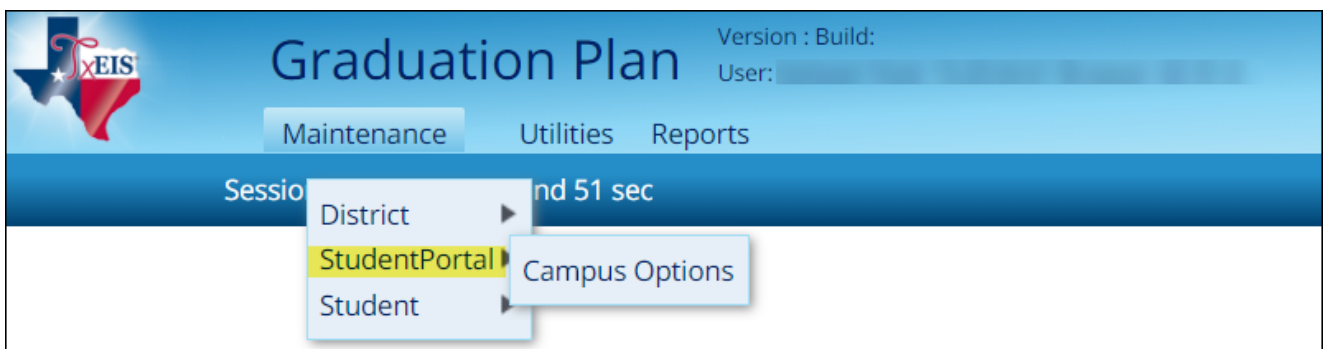 TxEIS
Graduation Plan
Version : Build:
User:
Maintenance Utilities Reports
Sessio nd 51 sec
District
StudentPortal
Campus Options
Student